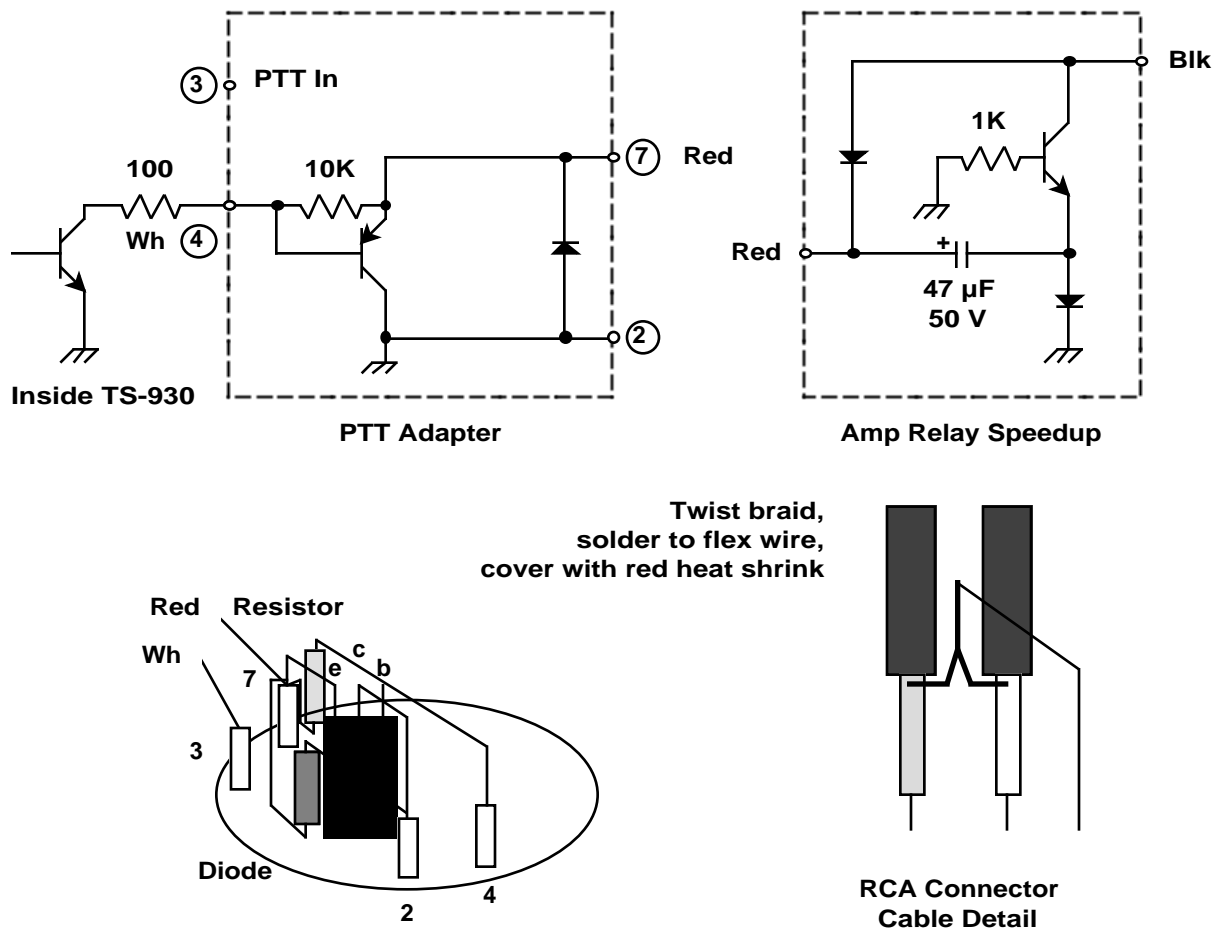 3
PTT In
100
10K
7
Red
Wh
4
2
Inside TS-930
PTT Adapter
Blk
1K
Red
+
47 µF
50 V
Amp Relay Speedup
Twist braid,
solder to flex wire,
cover with red heat shrink
Red
Resistor
Wh
c
e
b
7
3
Diode
2
4
RCA Connector
Cable Detail